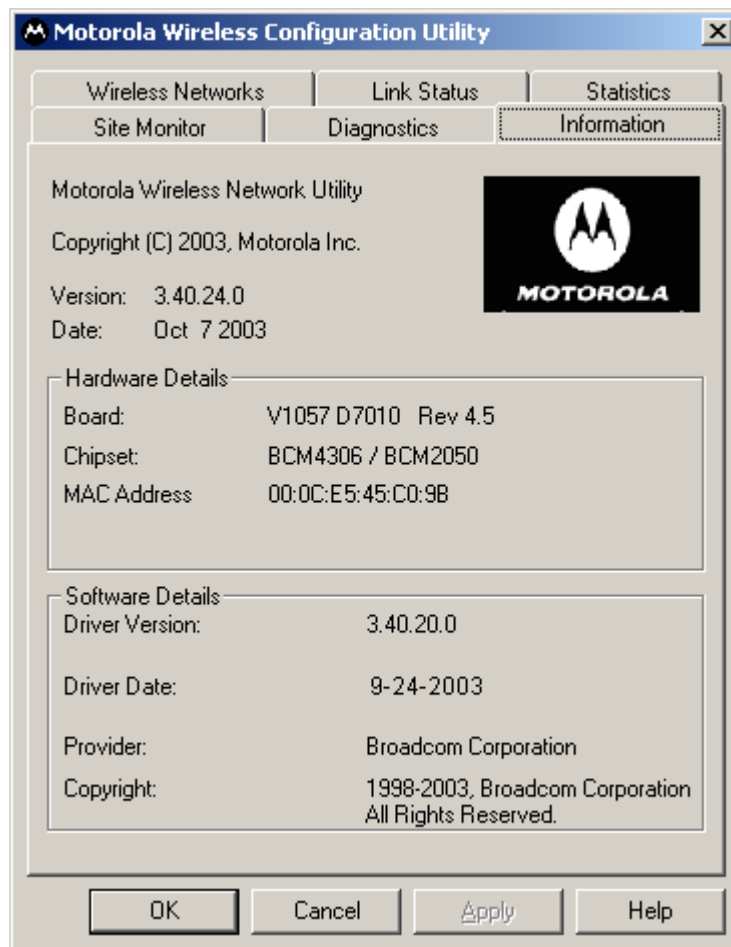 Motorola Wireless Configuration Utility
Wireless Networks Link Status Statistics
Site Monitor Diagnostics Information
Motorola Wireless Network Utility
Copyright (C) 2003, Motorola Inc.
Version: 3.40.24.0
Date: Oct 7 2003
MOTOROLA
Hardware Details
Board: V1057 D7010 Rev 4.5
Chipset: BCM4306 / BCM2050
MAC Address 00:0C:E5:45:C0:9B
Software Details
Driver Version: 3.40.20.0
Driver Date: 9-24-2003
Provider: Broadcom Corporation
Copyright: 1998-2003, Broadcom Corporation
All Rights Reserved.
OK Cancel Apply Help